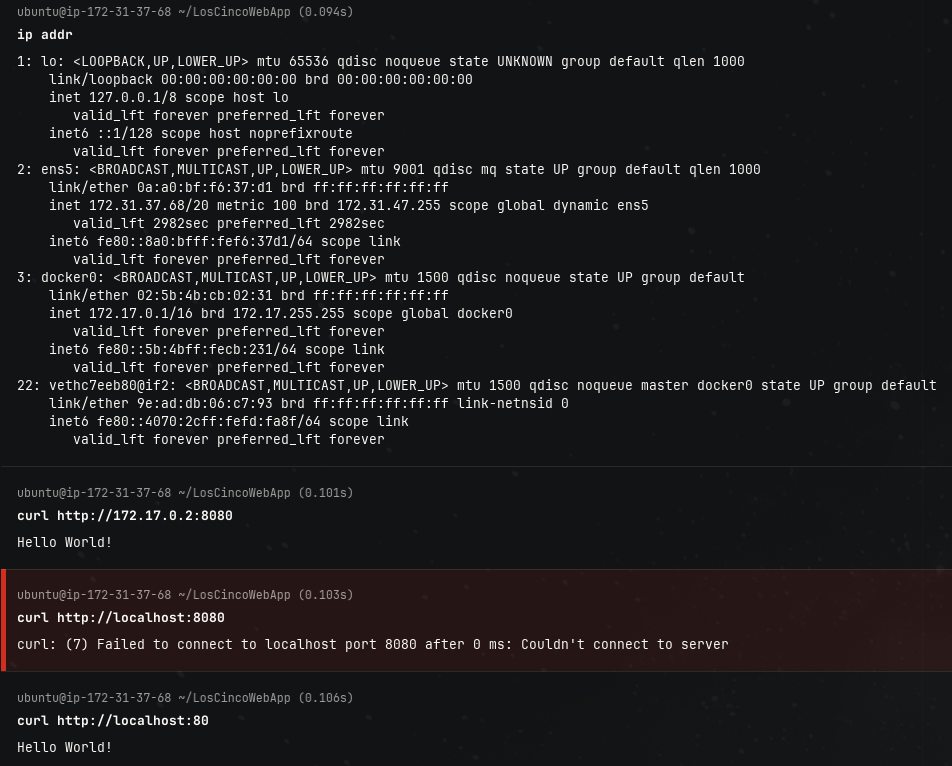 ubuntu@ip-172-31-37-68 ~/LosCincoWebApp (0.094s)
ip addr
1: lo: <LOOPBACK,UP,LOWER_UP> mtu 65536 qdisc noqueue state UNKNOWN group default qlen 1000
    link/loopback 00:00:00:00:00:00 brd 00:00:00:00:00:00
    inet 127.0.0.1/8 scope host lo
       valid_lft forever preferred_lft forever
    inet6 ::1/128 scope host noprefixroute
       valid_lft forever preferred_lft forever
2: ens5: <BROADCAST,MULTICAST,UP,LOWER_UP> mtu 9001 qdisc mq state UP group default qlen 1000
    link/ether 0a:a0:bf:f6:37:d1 brd ff:ff:ff:ff:ff:ff
    inet 172.31.37.68/20 metric 100 brd 172.31.47.255 scope global dynamic ens5
       valid_lft 2982sec preferred_lft 2982sec
    inet6 fe80::8a0:bfff:fef6:37d1/64 scope link
       valid_lft forever preferred_lft forever
3: docker0: <BROADCAST,MULTICAST,UP,LOWER_UP> mtu 1500 qdisc noqueue state UP group default
    link/ether 02:5b:4b:cb:02:31 brd ff:ff:ff:ff:ff:ff
    inet 172.17.0.1/16 brd 172.17.255.255 scope global docker0
       valid_lft forever preferred_lft forever
    inet6 fe80::5b:4bff:fecb:231/64 scope link
       valid_lft forever preferred_lft forever
22: vethc7eeb80@if2: <BROADCAST,MULTICAST,UP,LOWER_UP> mtu 1500 qdisc noqueue master docker0 state UP group default
    link/ether 9e:ad:db:06:c7:93 brd ff:ff:ff:ff:ff:ff link-netnsid 0
    inet6 fe80::4070:2cff:fefd:fa8f/64 scope link
       valid_lft forever preferred_lft forever
ubuntu@ip-172-31-37-68 ~/LosCincoWebApp (0.101s)
curl http://172.17.0.2:8080
Hello World!
ubuntu@ip-172-31-37-68 ~/LosCincoWebApp (0.103s)
curl http://localhost:8080
curl: (7) Failed to connect to localhost port 8080 after 0 ms: Couldn't connect to server
ubuntu@ip-172-31-37-68 ~/LosCincoWebApp (0.106s)
curl http://localhost:80
Hello World!